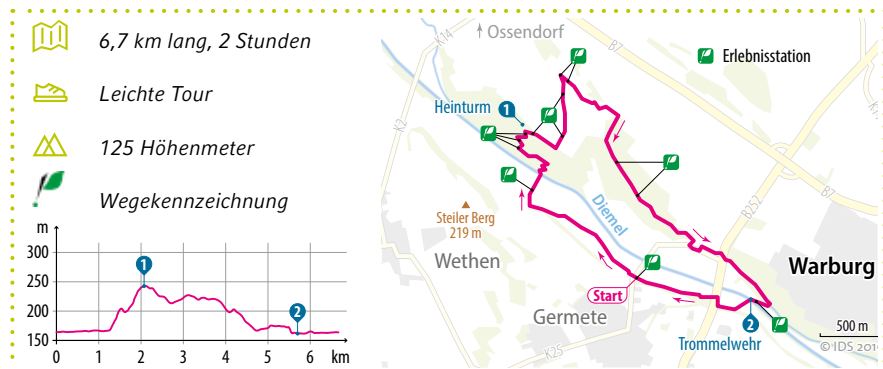 6,7 km lang, 2 Stunden
Leichte Tour
125 Höhenmeter
Wegekennzeichnung
m
300
250
200
150
0 1 2 3 4 5 6 km
1
2
Ossendorf
K14
B7
Erlebnisstation
Heinturm 1
K2
Diemel
B252
B7
Steiler Berg
219 m
Wethen
Warburg
Start
Germete
2
Trommelwehr
K25
500 m
© IDS